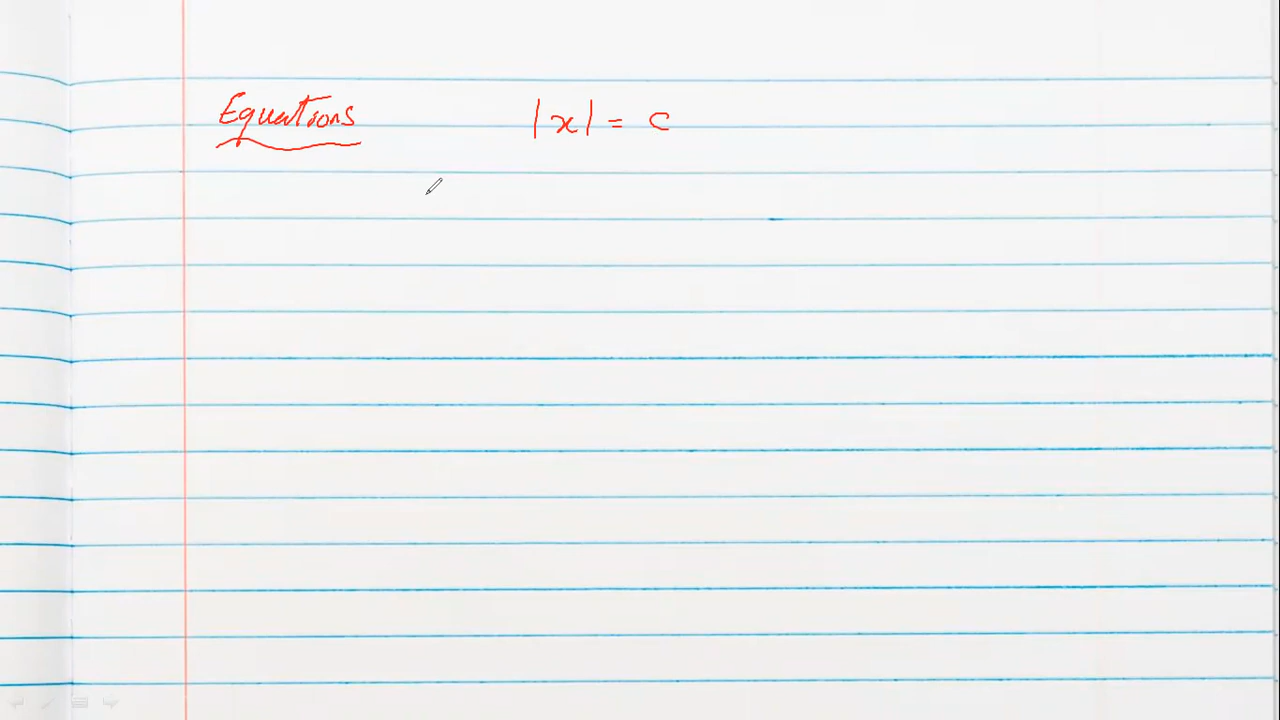 Equations
|x| = c